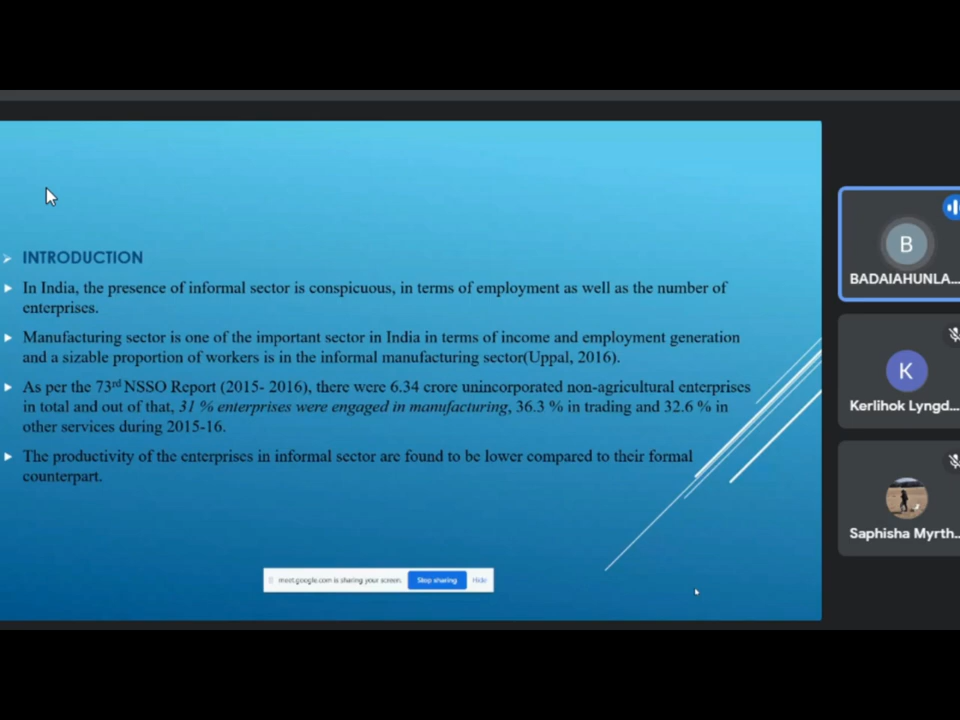 INTRODUCTION
In India, the presence of informal sector is conspicuous, in terms of employment as well as the number of
enterprises.
Manufacturing sector is one of the important sector in India in terms of income and employment generation
and a sizable proportion of workers is in the informal manufacturing sector(Uppal, 2016).
As per the 73rd NSSO Report (2015- 2016), there were 6.34 crore unincorporated non-agricultural enterprises
in total and out of that, 31 % enterprises were engaged in manufacturing, 36.3 % in trading and 32.6 % in
other services during 2015-16.
The productivity of the enterprises in informal sector are found to be lower compared to their formal
counterpart.
meet.google.com is sharing your screen. Stop sharing Hide
B
BADAIAHUNLA...
K
Kerlihok Lyngd...
Saphisha Myrth...